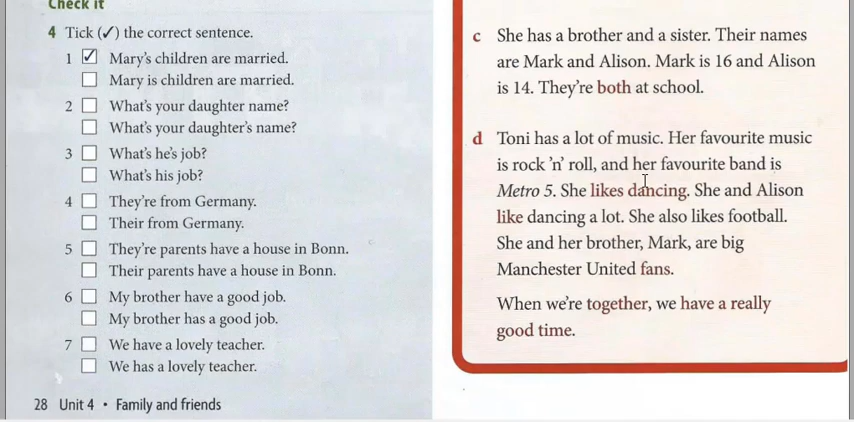 Check it
4 Tick (✓) the correct sentence.
1 Mary's children are married.
Mary is children are married.
2 What's your daughter name?
What's your daughter's name?
3 What's he's job?
What's his job?
4 They're from Germany.
Their from Germany.
5 They're parents have a house in Bonn.
Their parents have a house in Bonn.
6 My brother have a good job.
My brother has a good job.
7 We have a lovely teacher.
We has a lovely teacher.
28 Unit 4 • Family and friends
c She has a brother and a sister. Their names
are Mark and Alison. Mark is 16 and Alison
is 14. They're both at school.
d Toni has a lot of music. Her favourite music
is rock 'n' roll, and her favourite band is
Metro 5. She likes dancing. She and Alison
like dancing a lot. She also likes football.
She and her brother, Mark, are big
Manchester United fans.
When we're together, we have a really
good time.